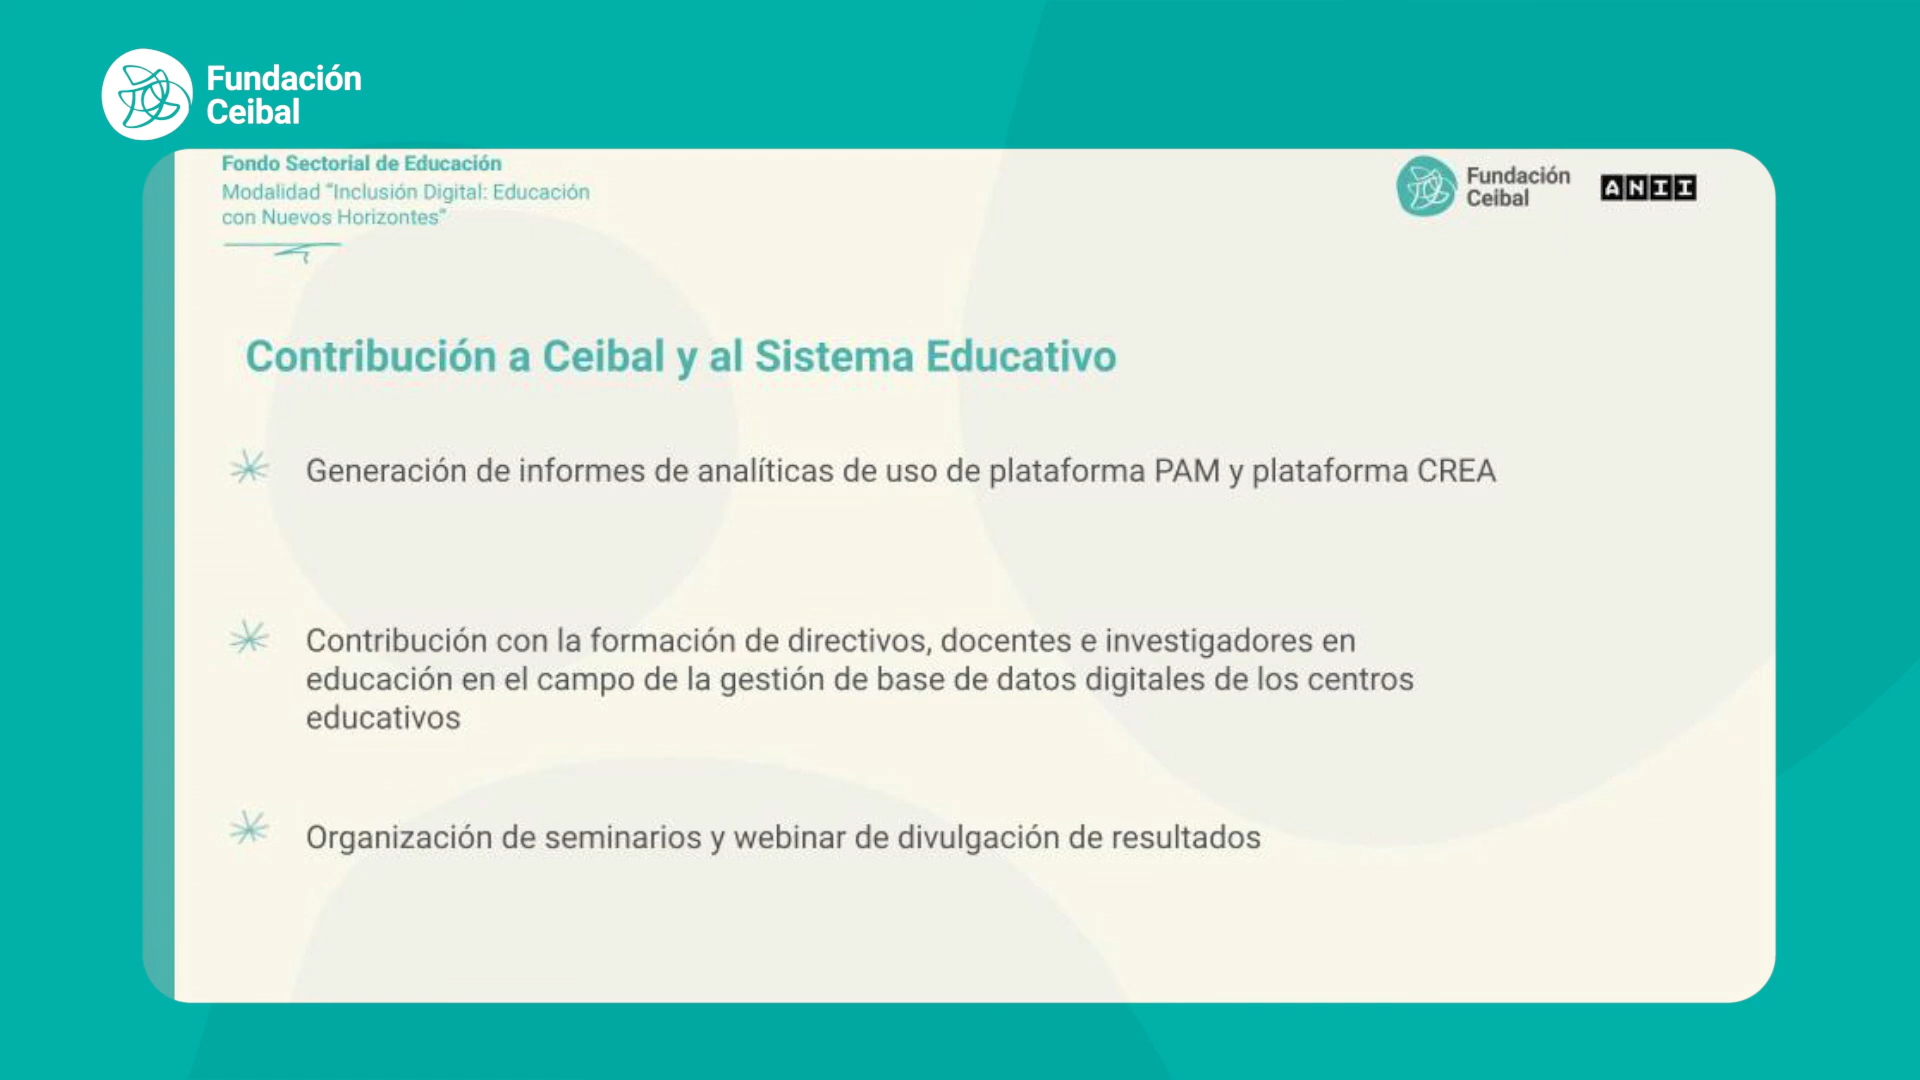 Fundación
Ceibal
Fondo Sectorial de Educación
Modalidad “Inclusión Digital: Educación
con Nuevos Horizontes”
Fundación
Ceibal
ANII
Contribución a Ceibal y al Sistema Educativo
Generación de informes de analíticas de uso de plataforma PAM y plataforma CREA
Contribución con la formación de directivos, docentes e investigadores en
educación en el campo de la gestión de base de datos digitales de los centros
educativos
Organización de seminarios y webinar de divulgación de resultados